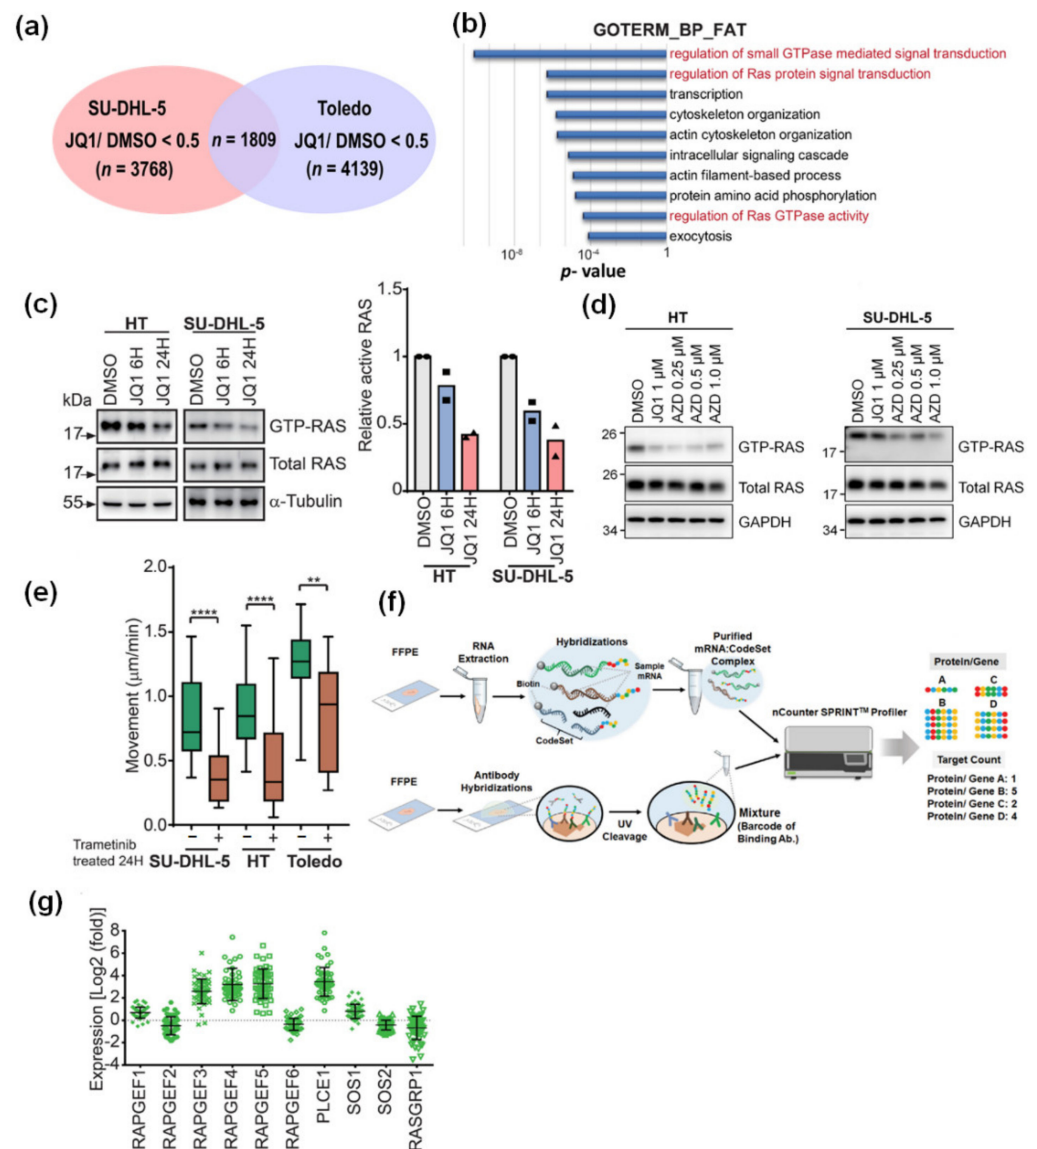 (a)
SU-DHL-5
JQ1/ DMSO < 0.5
(n = 3768)
n = 1809
Toledo
JQ1/ DMSO < 0.5
(n = 4139)
(b)
GOTERM_BP_FAT
regulation of small GTPase mediated signal transduction
regulation of Ras protein signal transduction
transcription
cytoskeleton organization
actin cytoskeleton organization
intracellular signaling cascade
actin filament-based process
protein amino acid phosphorylation
regulation of Ras GTPase activity
exocytosis
10⁻⁸ 10⁻⁴ 1
p- value
(c)
HT SU-DHL-5
DMSO JQ1 6H JQ1 24H DMSO JQ1 6H JQ1 24H
kDa
17 GTP-RAS
17 Total RAS
55 α-Tubulin
Relative active RAS
1.5
1
0.5
0
DMSO JQ1 6H JQ1 24H DMSO JQ1 6H JQ1 24H
HT SU-DHL-5
(d)
HT
DMSO JQ1 1 μM AZD 0.25 μM AZD 0.5 μM AZD 1.0 μM
26 GTP-RAS
26
Total RAS
34 GAPDH
SU-DHL-5
DMSO JQ1 1 μM AZD 0.25 μM AZD 0.5 μM AZD 1.0 μM
17 GTP-RAS
17 Total RAS
34 GAPDH
(e)
Movement (μm/min)
2.0
1.5
1.0
0.5
0.0
**** **** **
Trametinib
treated 24H
− + − + − +
SU-DHL-5 HT Toledo
(f)
FFPE
RNA
Extraction
Hybridizations
Biotin
Sample
mRNA
CodeSet
Purified
mRNA:CodeSet
Complex
nCounter SPRINT™ Profiler
FFPE
Antibody
Hybridizations
UV
Cleavage
Mixture
(Barcode of
Binding Ab.)
Protein/Gene
A C
B D
Target Count
Protein/ Gene A: 1
Protein/ Gene B: 5
Protein/ Gene C: 2
Protein/ Gene D: 4
(g)
Expression [Log2 (fold)]
8
6
4
2
0
-2
-4
RAPGEF1
RAPGEF2
RAPGEF3
RAPGEF4
RAPGEF5
RAPGEF6
PLCE1
SOS1
SOS2
RASGRP1